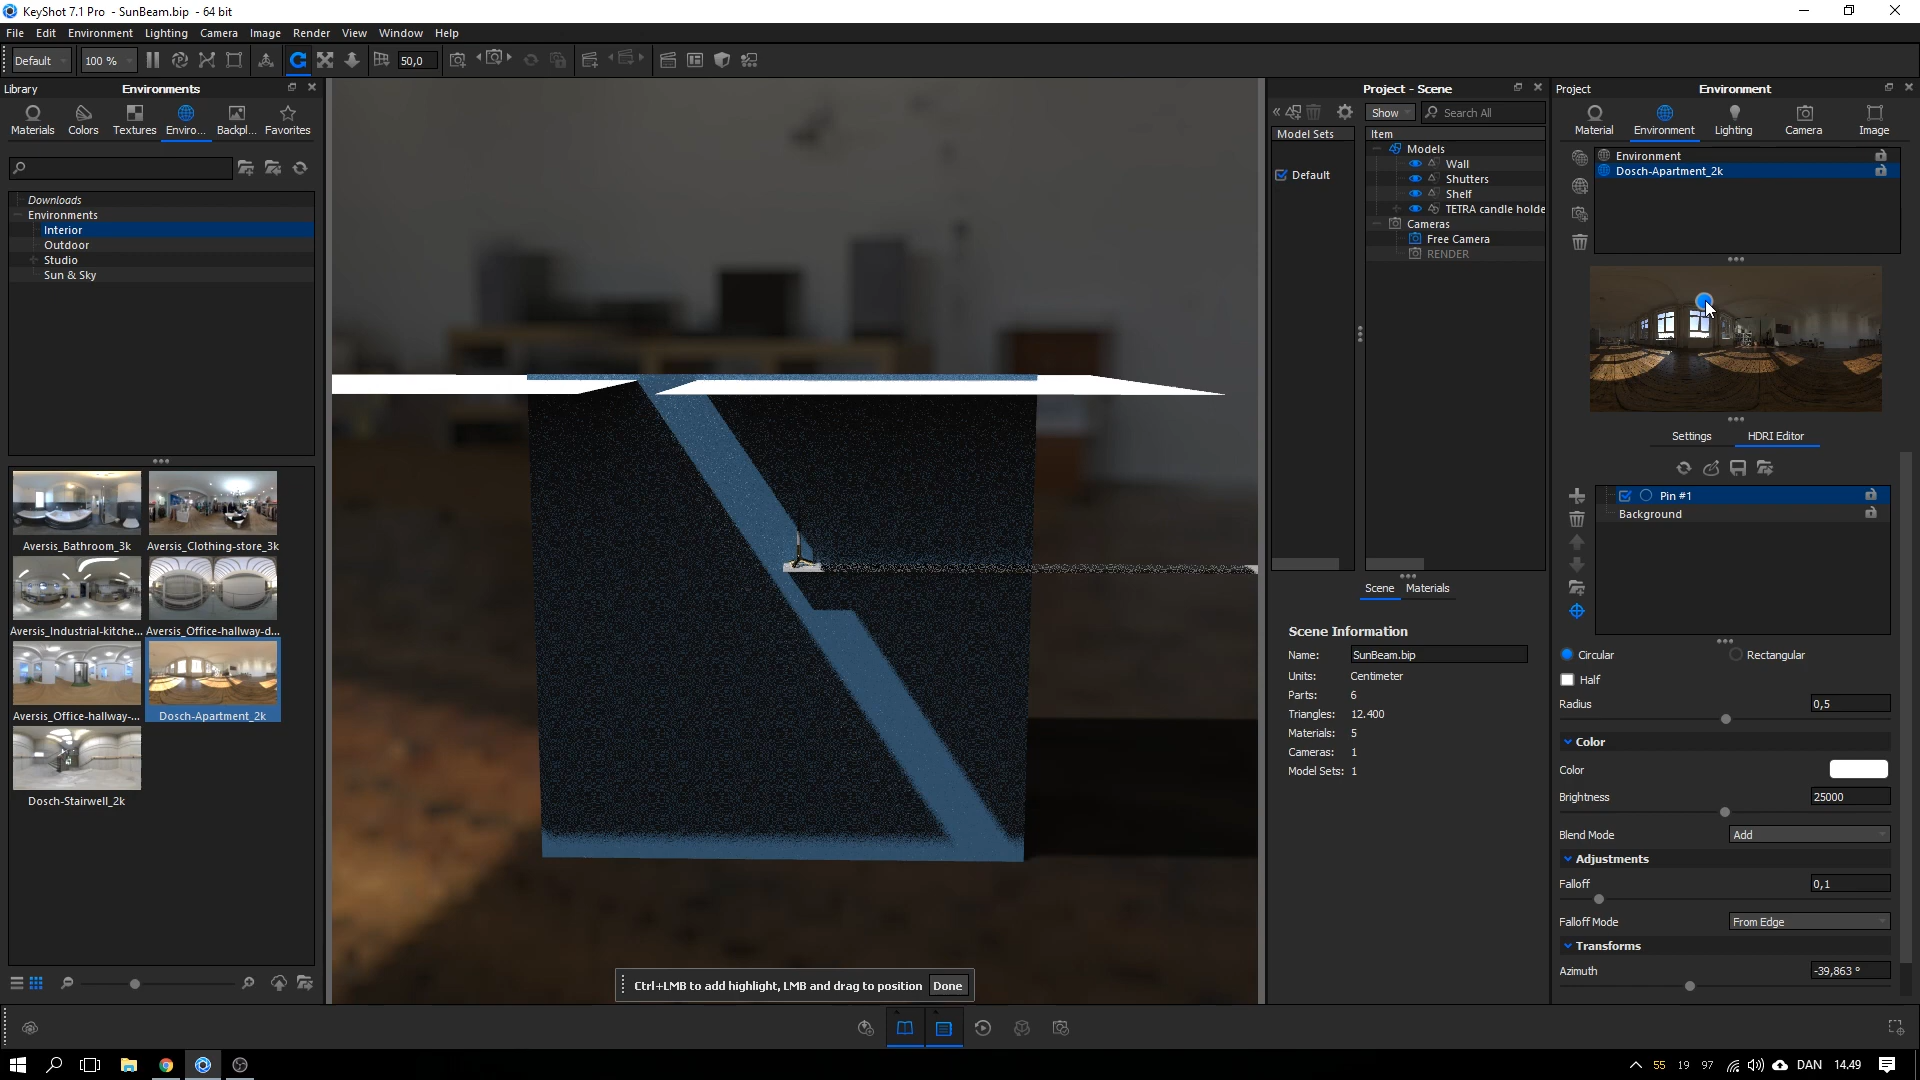 KeyShot 7.1 Pro - SunBeam.bip - 64 bit
File Edit Environment Lighting Camera Image Render View Window Help
Default 100 % 50,0
Library Environments
Materials Colors Textures Enviro... Backpl... Favorites
Downloads
Environments
Interior
Outdoor
Studio
Sun & Sky
Aversis_Bathroom_3k Aversis_Clothing-store_3k
Aversis_Industrial-kitche... Aversis_Office-hallway-d...
Aversis_Office-hallway-... Dosch-Apartment_2k
Dosch-Stairwell_2k
Ctrl+LMB to add highlight, LMB and drag to position Done
Project - Scene
Show Search All
Model Sets Item
Default
Models
Wall
Shutters
Shelf
TETRA candle holde
Cameras
Free Camera
RENDER
Scene Materials
Scene Information
Name: SunBeam.bip
Units: Centimeter
Parts: 6
Triangles: 12.400
Materials: 5
Cameras: 1
Model Sets: 1
Project Environment
Material Environment Lighting Camera Image
Environment
Dosch-Apartment_2k
Settings HDRI Editor
Pin #1
Background
Circular Rectangular
Half
Radius 0,5
Color
Color
Brightness 25000
Blend Mode Add
Adjustments
Falloff 0,1
Falloff Mode From Edge
Transforms
Azimuth -39,863 °
55 19 97 DAN 14.49